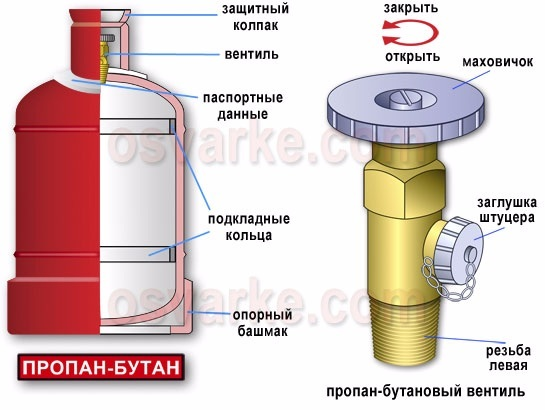 защитный
колпак
вентиль
паспортные
данные
подкладные
кольца
опорный
башмак
ПРОПАН-БУТАН
закрыть
открыть
маховичок
заглушка
штуцера
резьба
левая
пропан-бутановый вентиль
osvarke.com
osvarke.com